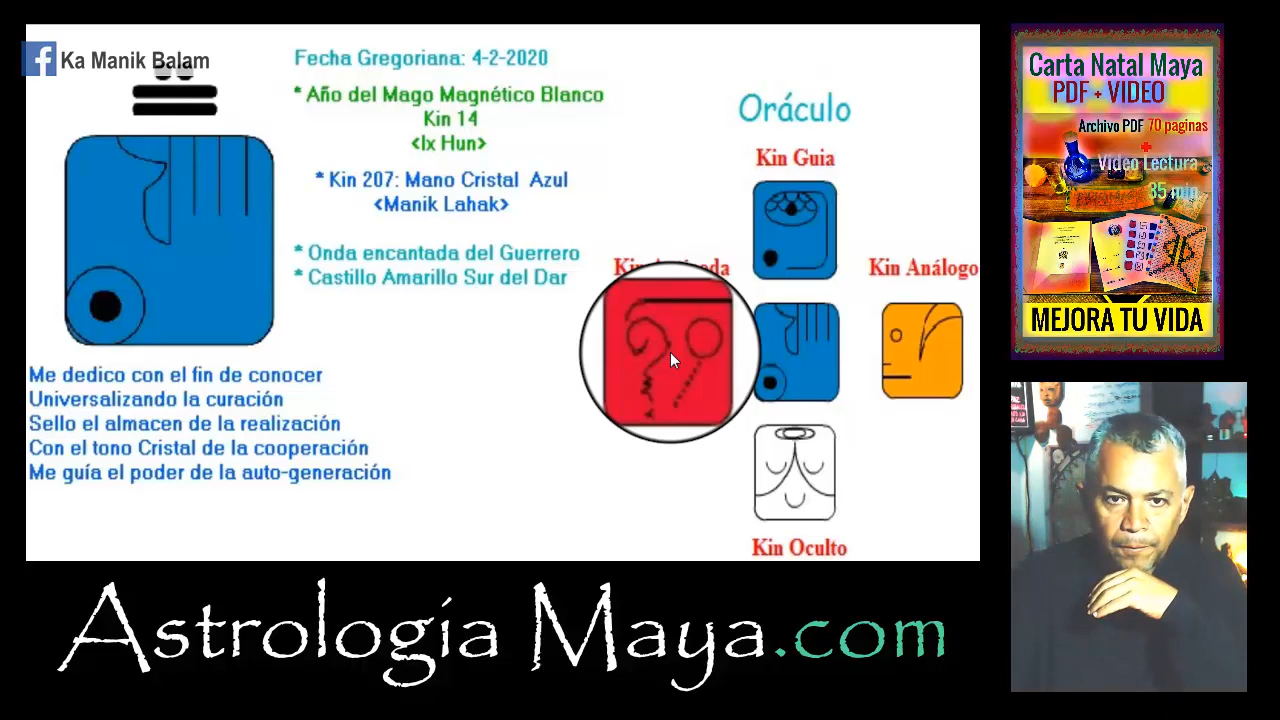 Ka Manik Balam
Fecha Gregoriana: 4-2-2020
* Año del Mago Magnético Blanco
Kin 14
<Ix Hun>
* Kin 207: Mano Cristal Azul
<Manik Lahak>
* Onda encantada del Guerrero
* Castillo Amarillo Sur del Dar
Me dedico con el fin de conocer
Universalizando la curación
Sello el almacen de la realización
Con el tono Cristal de la cooperación
Me guía el poder de la auto-generación
Oráculo
Kin Guia
Kin
Kin Análogo
Kin Oculto
Carta Natal Maya
PDF + VIDEO
Archivo PDF 70 paginas
+
Video Lectura
35 min
MEJORA TU VIDA
Astrología Maya.com